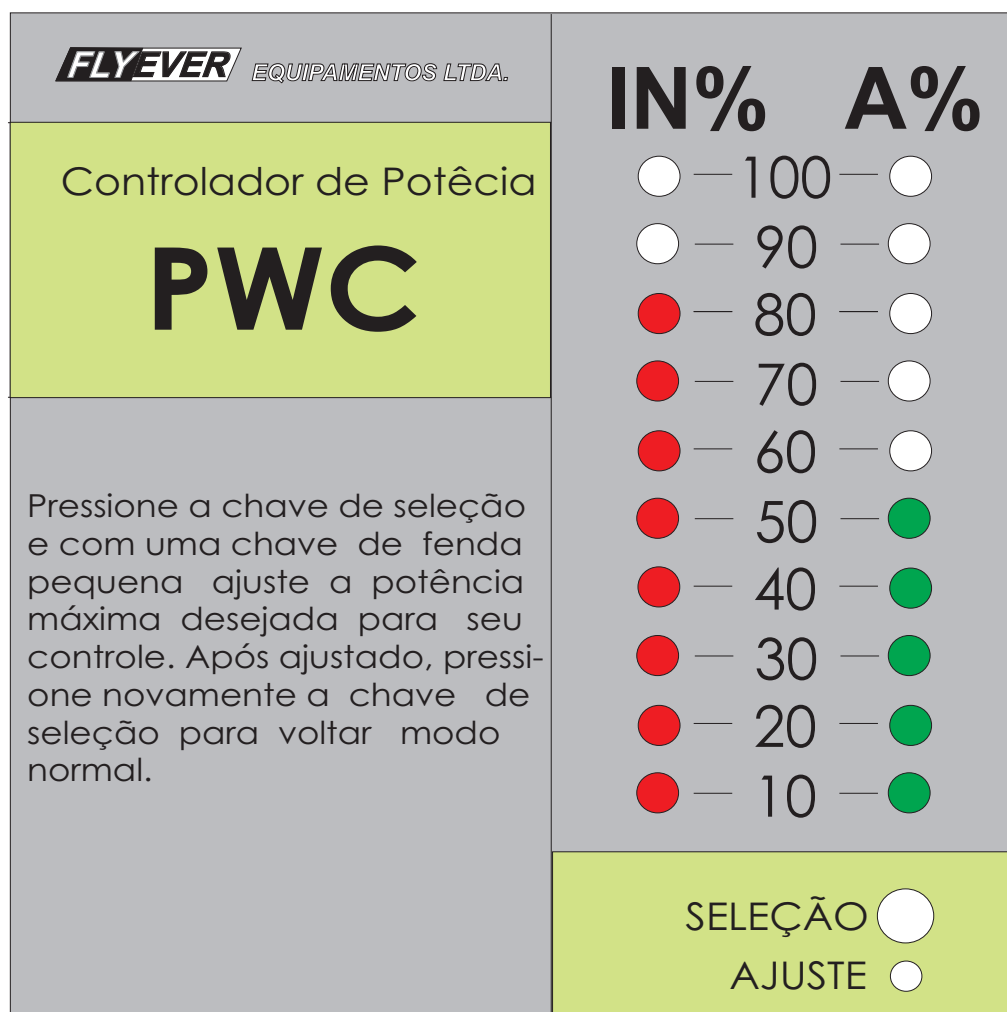 FLYEVER EQUIPAMENTOS LTDA.
Controlador de Potêcia
PWC
Pressione a chave de seleção
e com uma chave de fenda
pequena ajuste a potência
máxima desejada para seu
controle. Após ajustado, pressi-
one novamente a chave de
seleção para voltar modo
normal.
IN% A%
100
90
80
70
60
50
40
30
20
10
SELEÇÃO
AJUSTE